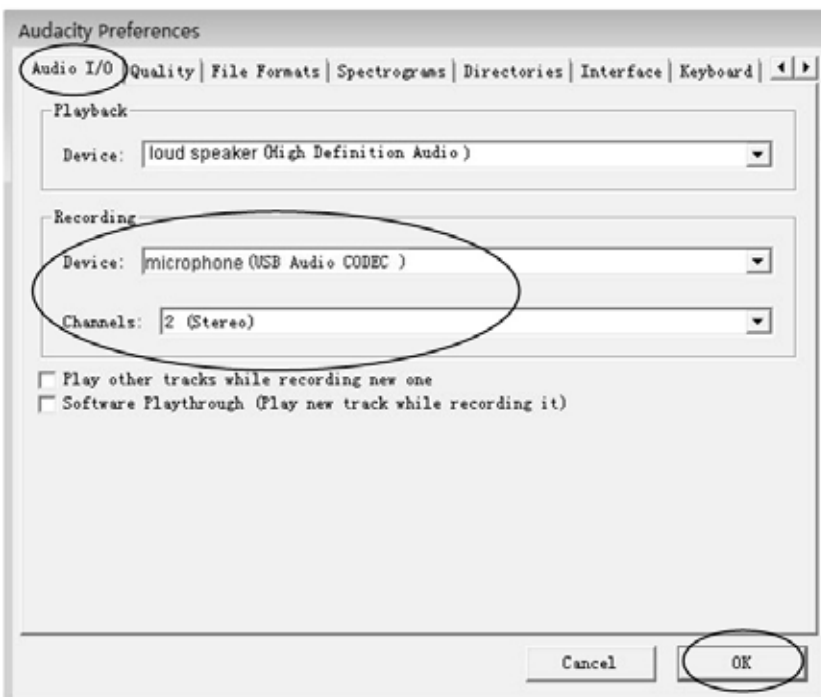 Audacity Preferences
Audio I/O Quality File Formats Spectrograms Directories Interface Keyboard
Playback
Device: loud speaker (High Definition Audio )
Recording
Device: microphone (USB Audio CODEC )
Channels: 2 (Stereo)
Play other tracks while recording new one
Software Playthrough (Play new track while recording it)
Cancel OK